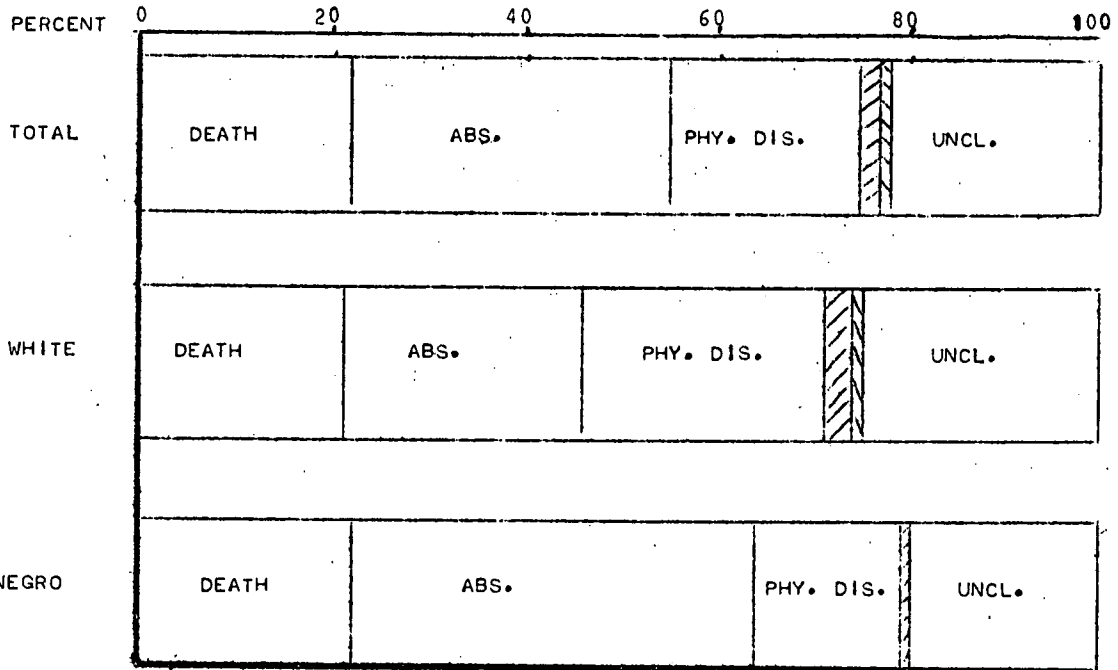 PERCENT 0 20 40 60 80 100
TOTAL DEATH ABS. PHY. DIS. UNCL.
WHITE DEATH ABS. PHY. DIS. UNCL.
NEGRO DEATH ABS. PHY. DIS. UNCL.